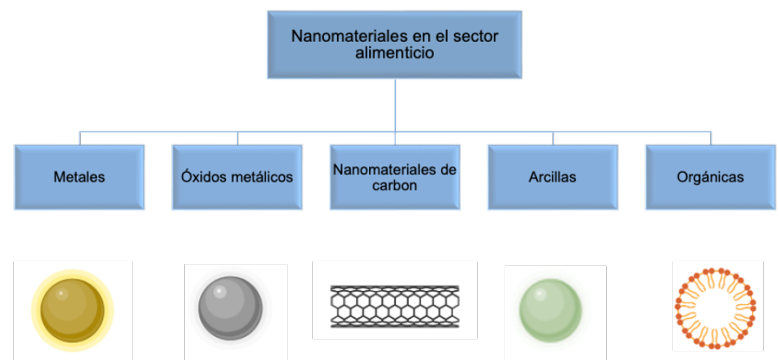 Nanomateriales en el sector
alimenticio
Metales
Óxidos metálicos
Nanomateriales de
carbon
Arcillas
Orgánicas